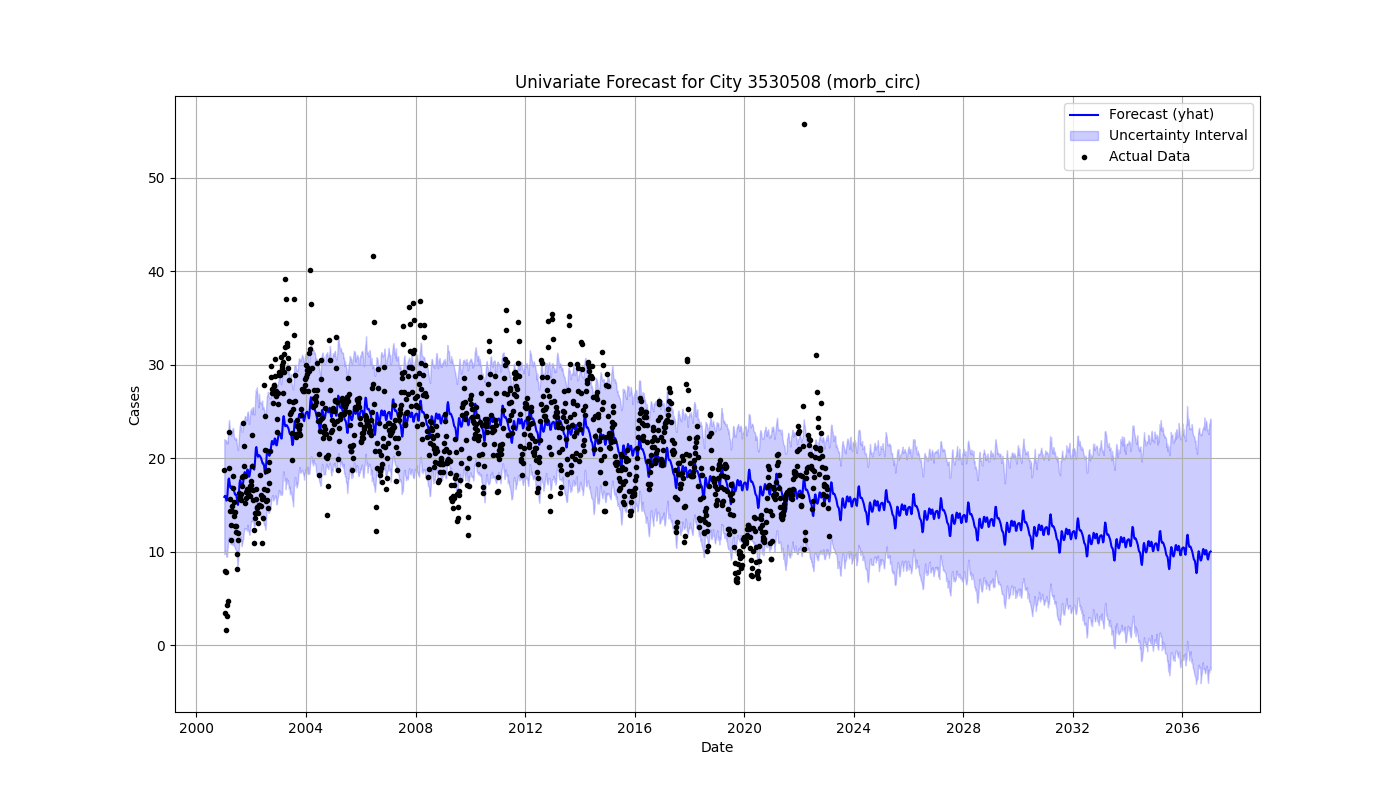 Univariate Forecast for City 3530508 (morb_circ)
Forecast (yhat)
Uncertainty Interval
Actual Data
Cases
50
40
30
20
10
0
2000 2004 2008 2012 2016 2020 2024 2028 2032 2036
Date